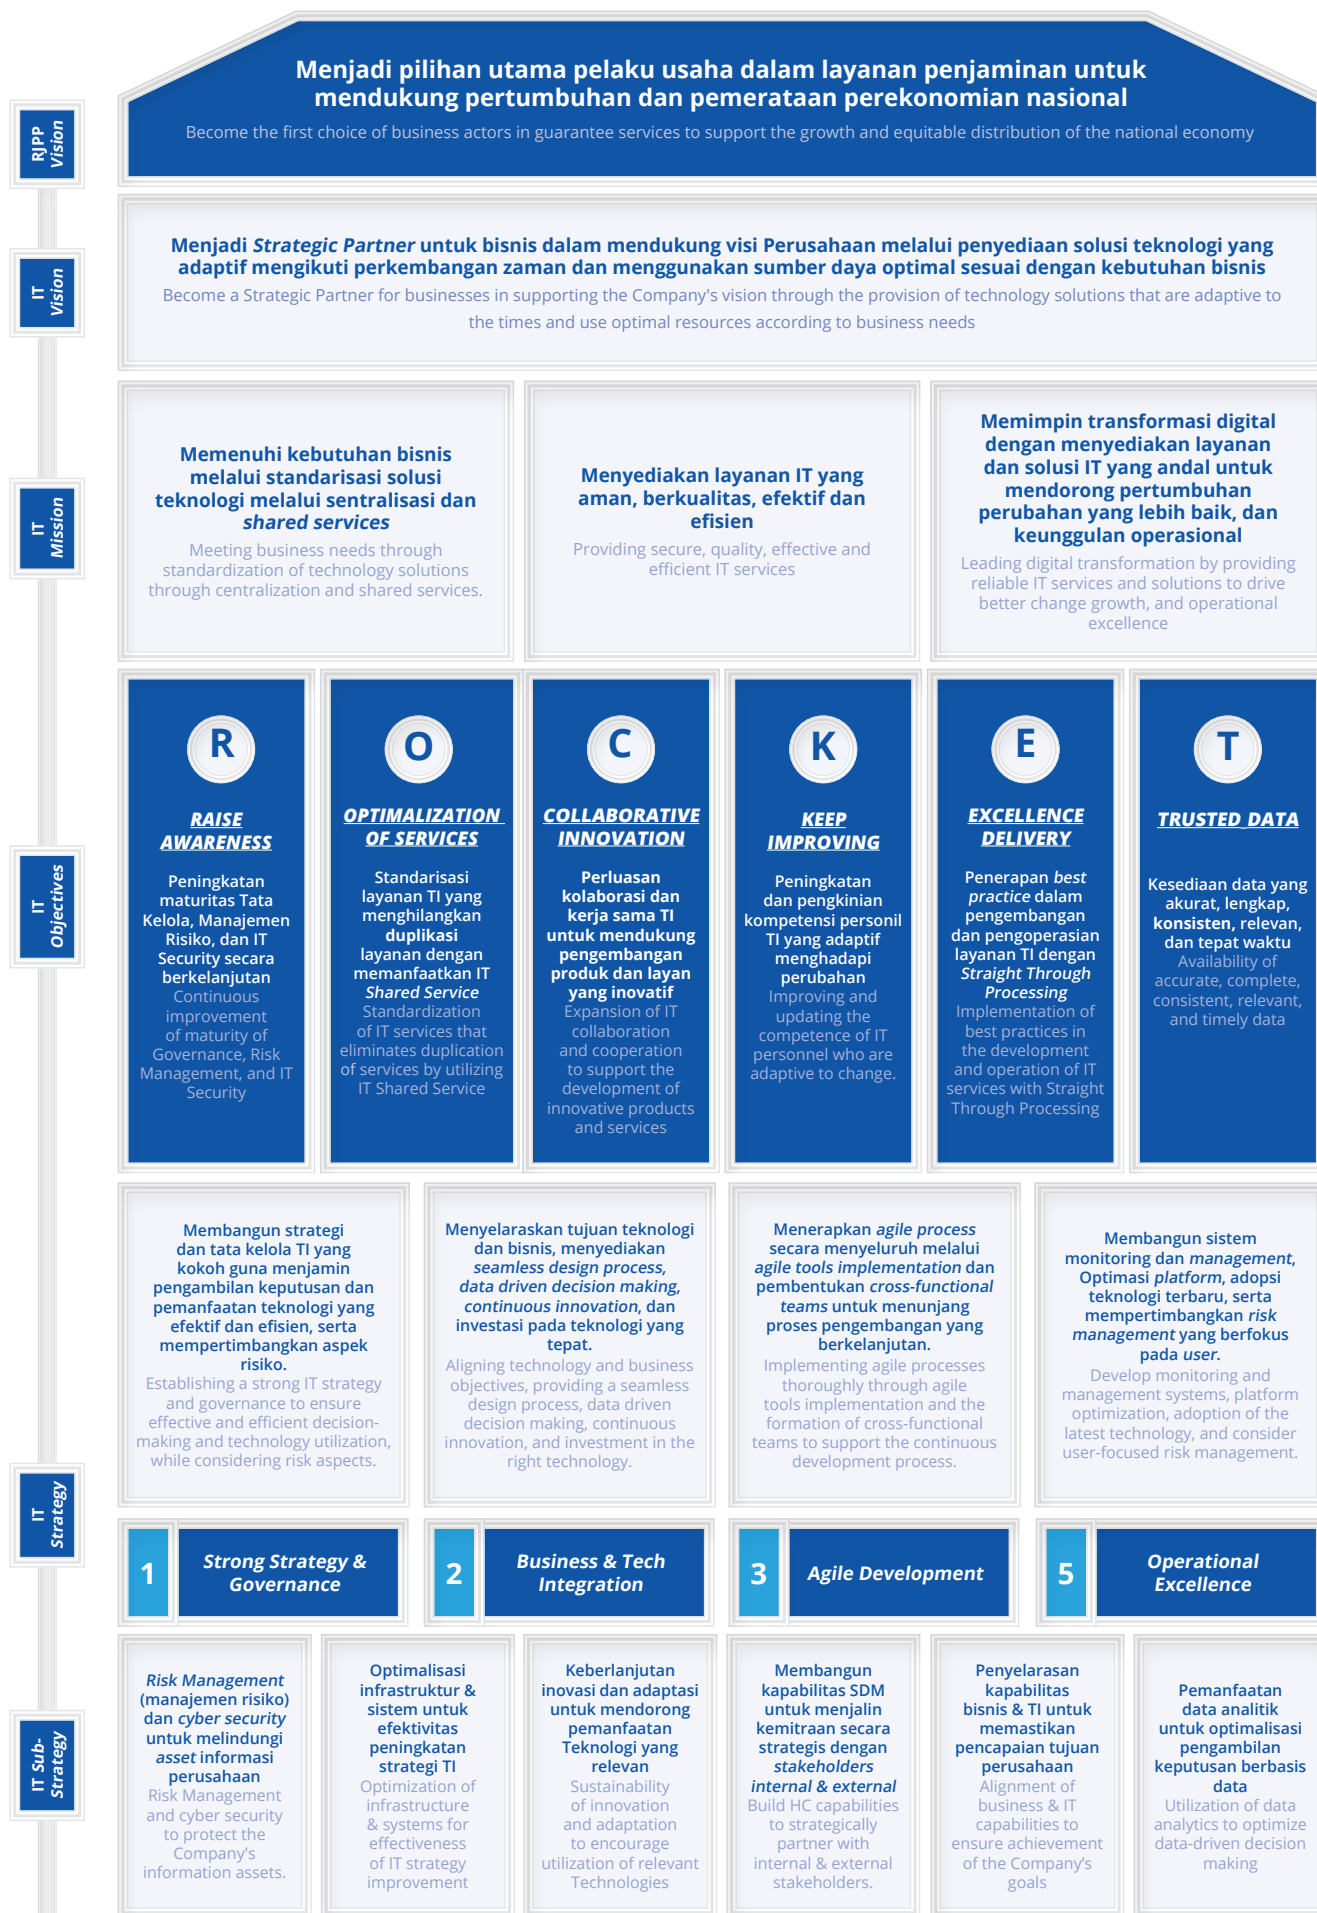 Menjadi pilihan utama pelaku usaha dalam layanan penjaminan untuk
mendukung pertumbuhan dan pemerataan perekonomian nasional
Become the first choice of business actors in guarantee services to support the growth and equitable distribution of the national economy
RJPP
Vision
Menjadi Strategic Partner untuk bisnis dalam mendukung visi Perusahaan melalui penyediaan solusi teknologi yang
adaptif mengikuti perkembangan zaman dan menggunakan sumber daya optimal sesuai dengan kebutuhan bisnis
Become a Strategic Partner for businesses in supporting the Company's vision through the provision of technology solutions that are adaptive to
the times and use optimal resources according to business needs
IT
Vision
Memenuhi kebutuhan bisnis
melalui standarisasi solusi
teknologi melalui sentralisasi dan
shared services
Meeting business needs through
standardization of technology solutions
through centralization and shared services.
Menyediakan layanan IT yang
aman, berkualitas, efektif dan
efisien
Providing secure, quality, effective and
efficient IT services
Memimpin transformasi digital
dengan menyediakan layanan
dan solusi IT yang andal untuk
mendorong pertumbuhan
perubahan yang lebih baik, dan
keunggulan operasional
Leading digital transformation by providing
reliable IT services and solutions to drive
better change growth, and operational
excellence
IT
Mission
R
RAISE
AWARENESS
Peningkatan
maturitas Tata
Kelola, Manajemen
Risiko, dan IT
Security secara
berkelanjutan
Continuous
improvement
of maturity of
Governance, Risk
Management, and IT
Security
O
OPTIMALIZATION
OF SERVICES
Standarisasi
layanan TI yang
menghilangkan
duplikasi
layanan dengan
memanfaatkan IT
Shared Service
Standardization
of IT services that
eliminates duplication
of services by utilizing
IT Shared Service
C
COLLABORATIVE
INNOVATION
Perluasan
kolaborasi dan
kerja sama TI
untuk mendukung
pengembangan
produk dan layan
yang inovatif
Expansion of IT
collaboration
and cooperation
to support the
development of
innovative products
and services
K
KEEP
IMPROVING
Peningkatan
dan pengkinian
kompetensi personil
TI yang adaptif
menghadapi
perubahan
Improving and
updating the
competence of IT
personnel who are
adaptive to change.
E
EXCELLENCE
DELIVERY
Penerapan best
practice dalam
pengembangan
dan pengoperasian
layanan TI dengan
Straight Through
Processing
Implementation of
best practices in
the development
and operation of IT
services with Straight
Through Processing
T
TRUSTED DATA
Kesediaan data yang
akurat, lengkap,
konsisten, relevan,
dan tepat waktu
Availability of
accurate, complete,
consistent, relevant,
and timely data
IT
Objectives
Membangun strategi
dan tata kelola TI yang
kokoh guna menjamin
pengambilan keputusan dan
pemanfaatan teknologi yang
efektif dan efisien, serta
mempertimbangkan aspek
risiko.
Establishing a strong IT strategy
and governance to ensure
effective and efficient decision-
making and technology utilization,
while considering risk aspects.
Menyelaraskan tujuan teknologi
dan bisnis, menyediakan
seamless design process,
data driven decision making,
continuous innovation, dan
investasi pada teknologi yang
tepat.
Aligning technology and business
objectives, providing a seamless
design process, data driven
decision making, continuous
innovation, and investment in the
right technology.
Menerapkan agile process
secara menyeluruh melalui
agile tools implementation dan
pembentukan cross-functional
teams untuk menunjang
proses pengembangan yang
berkelanjutan.
Implementing agile processes
thoroughly through agile
tools implementation and the
formation of cross-functional
teams to support the continuous
development process.
Membangun sistem
monitoring dan management,
Optimasi platform, adopsi
teknologi terbaru, serta
mempertimbangkan risk
management yang berfokus
pada user.
Develop monitoring and
management systems, platform
optimization, adoption of the
latest technology, and consider
user-focused risk management.
IT
Strategy
1
Strong Strategy &
Governance
2
Business & Tech
Integration
3
Agile Development
5
Operational
Excellence
Risk Management
(manajemen risiko)
dan cyber security
untuk melindungi
asset informasi
perusahaan
Risk Management
and cyber security
to protect the
Company's
information assets.
Optimalisasi
infrastruktur &
sistem untuk
efektivitas
peningkatan
strategi TI
Optimization of
infrastructure
& systems for
effectiveness
of IT strategy
improvement
Keberlanjutan
inovasi dan adaptasi
untuk mendorong
pemanfaatan
Teknologi yang
relevan
Sustainability
of innovation
and adaptation
to encourage
utilization of relevant
Technologies
Membangun
kapabilitas SDM
untuk menjalin
kemitraan secara
strategis dengan
stakeholders
internal & external
Build HC capabilities
to strategically
partner with
internal & external
stakeholders.
Penyelarasan
kapabilitas
bisnis & TI untuk
memastikan
pencapaian tujuan
perusahaan
Alignment of
business & IT
capabilities to
ensure achievement
of the Company's
goals
Pemanfaatan
data analitik
untuk optimalisasi
pengambilan
keputusan berbasis
data
Utilization of data
analytics to optimize
data-driven decision
making
IT Sub-
Strategy